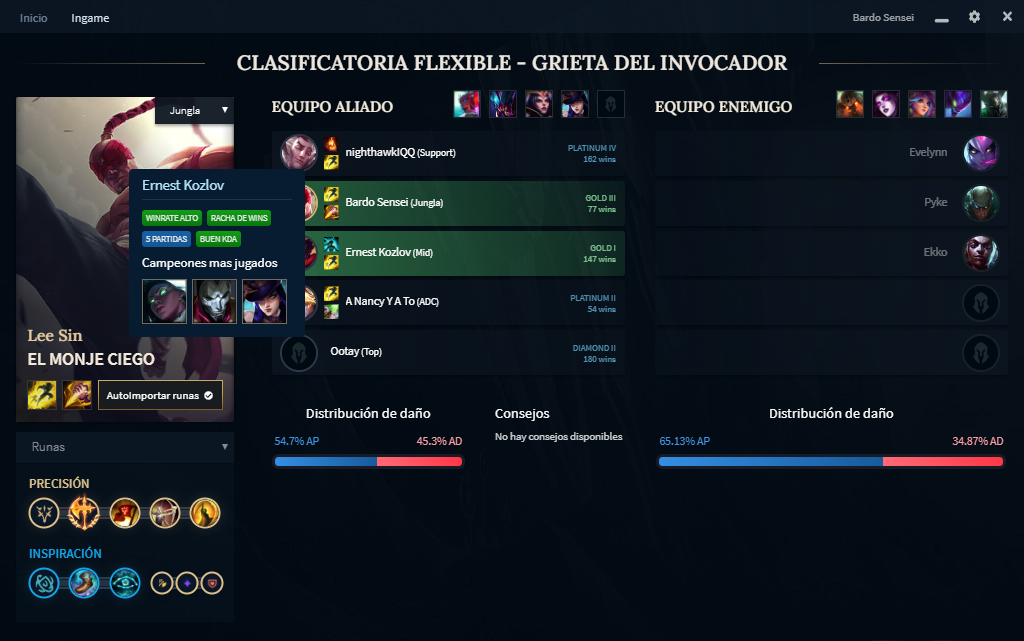 Inicio
Ingame
Bardo Sensei
CLASIFICATORIA FLEXIBLE - GRIETA DEL INVOCADOR
Jungla
Ernest Kozlov
WINRATE ALTO
RACHA DE WINS
5 PARTIDAS
BUEN KDA
Campeones mas jugados
Lee Sin
EL MONJE CIEGO
AutoImportar runas
Runas
PRECISIÓN
INSPIRACIÓN
EQUIPO ALIADO
nighthawkIQQ (Support)
PLATINUM IV
162 wins
Bardo Sensei (Jungla)
GOLD III
77 wins
Ernest Kozlov (Mid)
GOLD I
147 wins
A Nancy Y A To (ADC)
PLATINUM II
54 wins
Ootay (Top)
DIAMOND II
180 wins
Distribución de daño
54.7% AP
45.3% AD
Consejos
No hay consejos disponibles
EQUIPO ENEMIGO
Evelynn
Pyke
Ekko
Distribución de daño
65.13% AP
34.87% AD